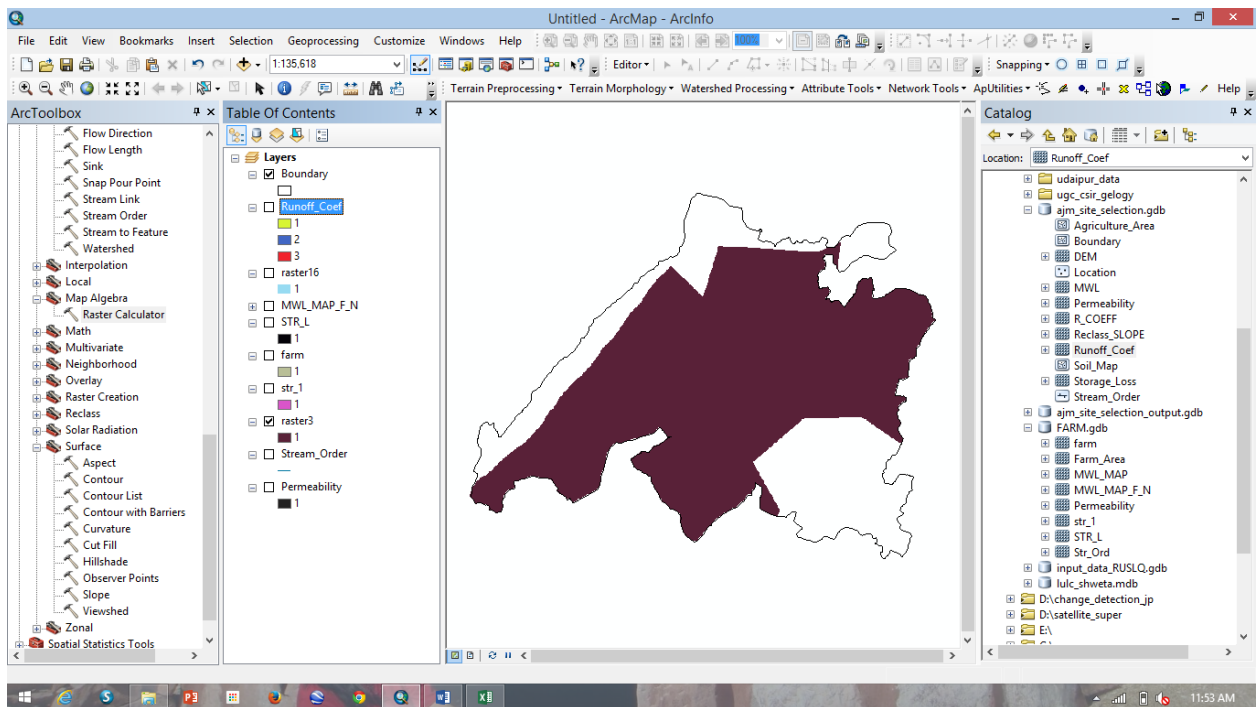 Untitled - ArcMap - ArcInfo
File Edit View Bookmarks Insert Selection Geoprocessing Customize Windows Help 100%
1:135,618 Editor Snapping
Terrain Preprocessing Terrain Morphology Watershed Processing Attribute Tools Network Tools ApUtilities Help
ArcToolbox
Flow Direction
Flow Length
Sink
Snap Pour Point
Stream Link
Stream Order
Stream to Feature
Watershed
Interpolation
Local
Map Algebra
Raster Calculator
Math
Multivariate
Neighborhood
Overlay
Raster Creation
Reclass
Solar Radiation
Surface
Aspect
Contour
Contour List
Contour with Barriers
Curvature
Cut Fill
Hillshade
Observer Points
Slope
Viewshed
Zonal
Spatial Statistics Tools
Table Of Contents
Layers
Boundary
Runoff_Coef
1
2
3
raster16
1
MWL_MAP_F_N
STR_L
1
farm
1
str_1
1
raster3
1
Stream_Order
Permeability
1
Catalog
Location: Runoff_Coef
udaipur_data
ugc_csir_gelogy
ajm_site_selection.gdb
Agriculture_Area
Boundary
DEM
Location
MWL
Permeability
R_COEFF
Reclass_SLOPE
Runoff_Coef
Soil_Map
Storage_Loss
Stream_Order
ajm_site_selection_output.gdb
FARM.gdb
farm
Farm_Area
MWL_MAP
MWL_MAP_F_N
Permeability
str_1
STR_L
Str_Ord
input_data_RUSLQ.gdb
lulc_shweta.mdb
D:\change_detection_jp
D:\satellite_super
E:\
11:53 AM